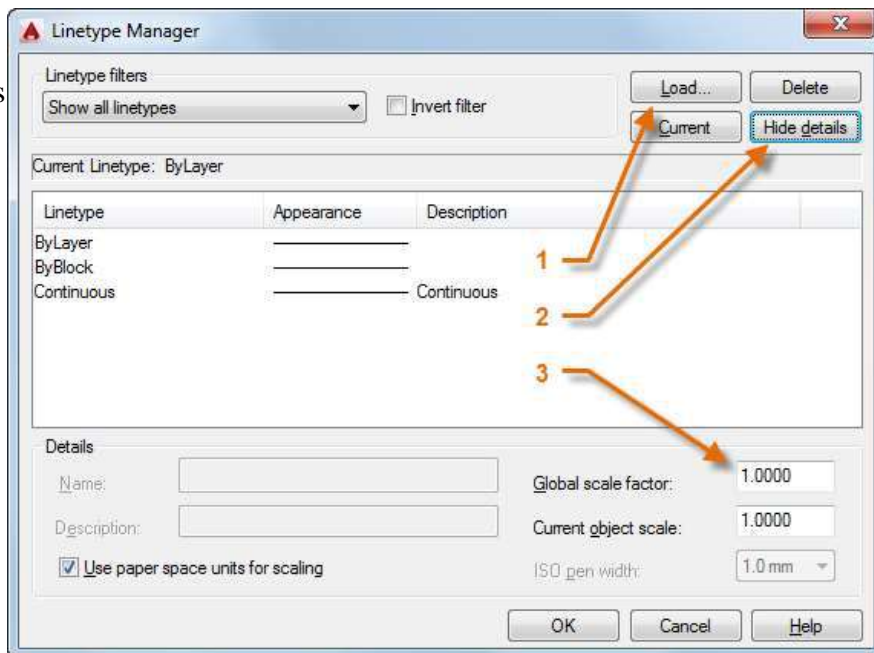 Linetype Manager
s
Linetype filters
Show all linetypes
Invert filter
Load...
Delete
Current
Hide details
Current Linetype: ByLayer
Linetype Appearance Description
ByLayer
ByBlock
Continuous Continuous
1
2
3
Details
Name:
Description:
Use paper space units for scaling
Global scale factor: 1.0000
Current object scale: 1.0000
ISO pen width: 1.0 mm
OK Cancel Help